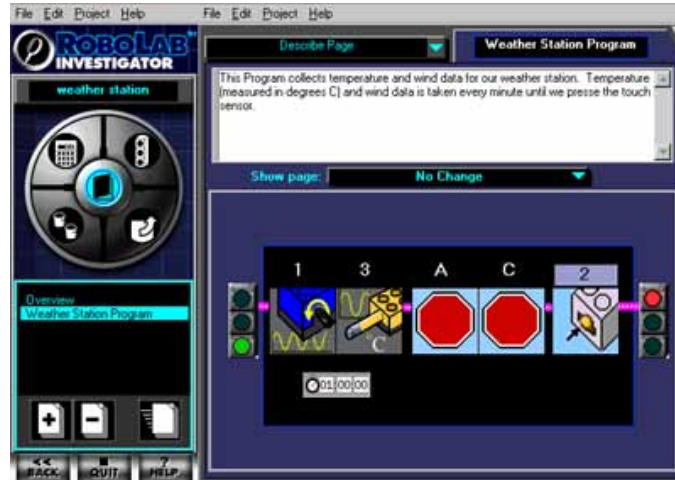 File Edit Project Help
File Edit Project Help
ROBOLAB
INVESTIGATOR
Describe Page
Weather Station Program
weather station
This Program collects temperature and wind data for our weather station. Temperature
(measured in degrees C) and wind data is taken every minute until we presse the touch
sensor.
Show page: No Change
1 3 A C 2
C
01:00:00
Overview
Weather Station Program
<<
BACK
QUIT
?
HELP